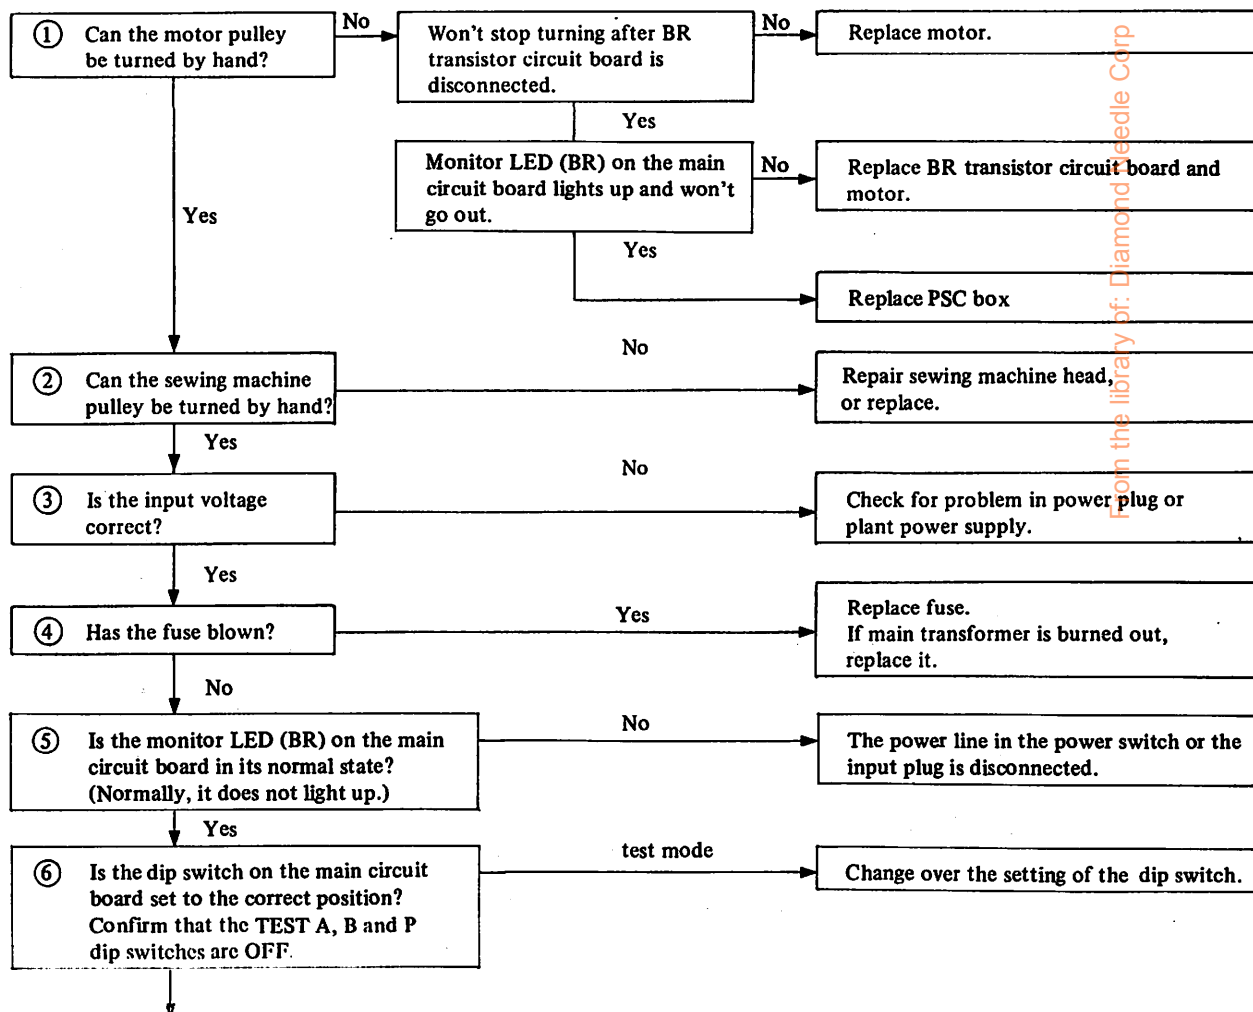 ① Can the motor pulley
be turned by hand?
No
Won't stop turning after BR
transistor circuit board is
disconnected.
No
Replace motor.
Yes
Monitor LED (BR) on the main
circuit board lights up and won't
go out.
No
Replace BR transistor circuit board and
motor.
Yes
Replace PSC box
Yes
② Can the sewing machine
pulley be turned by hand?
No
Repair sewing machine head,
or replace.
Yes
③ Is the input voltage
correct?
No
Check for problem in power plug or
plant power supply.
Yes
④ Has the fuse blown?
Yes
Replace fuse.
If main transformer is burned out,
replace it.
No
⑤ Is the monitor LED (BR) on the main
circuit board in its normal state?
(Normally, it does not light up.)
No
The power line in the power switch or the
input plug is disconnected.
Yes
⑥ Is the dip switch on the main circuit
board set to the correct position?
Confirm that the TEST A, B and P
dip switches are OFF.
test mode
Change over the setting of the dip switch.
From the library of: Diamond Needle Corp